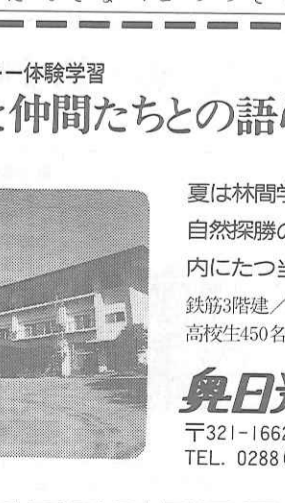 ー体験学習
と仲間たちとの語ら
夏は林間学
自然探勝の
内にたつ当
鉄筋3階建／
高校生450名
奥日光
〒321-1662
TEL. 0288